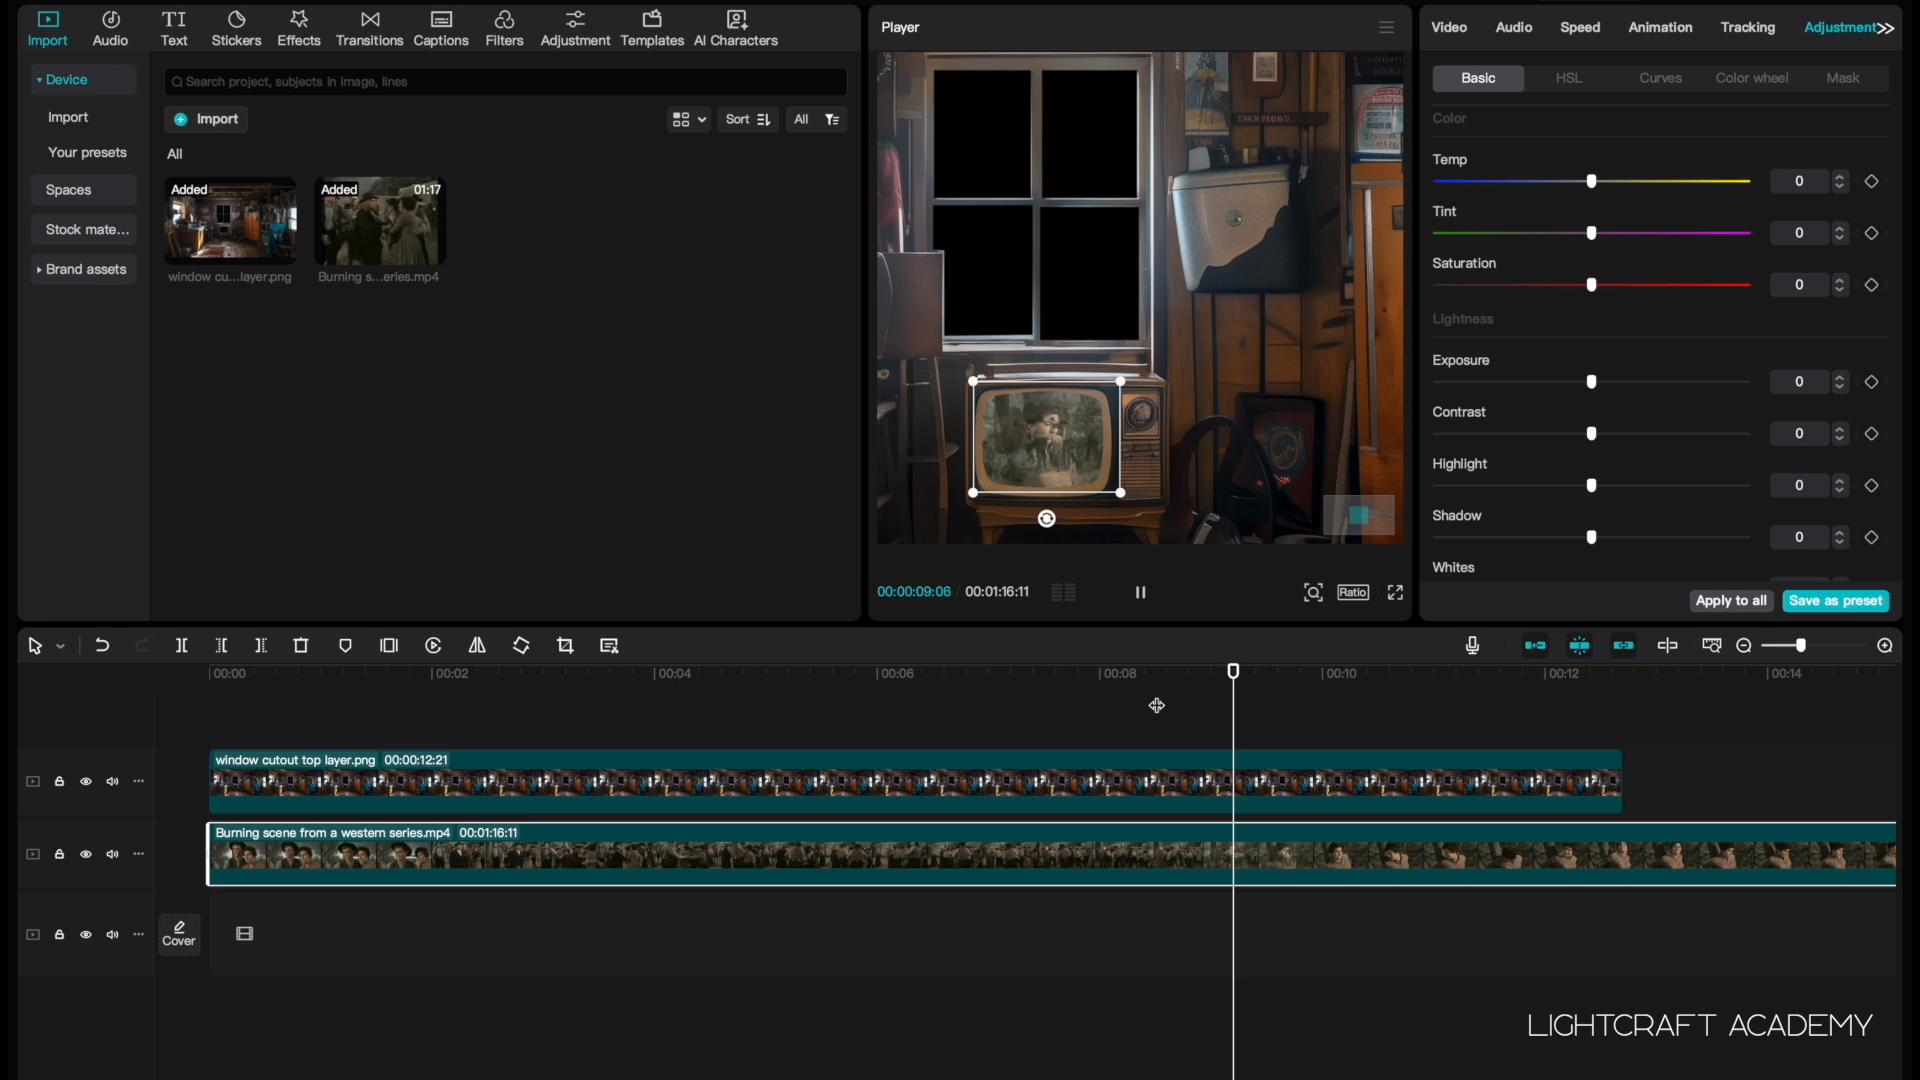 Import
Audio
Text
Stickers
Effects
Transitions
Captions
Filters
Adjustment
Templates
AI Characters
Device
Import
Your presets
Spaces
Stock mate...
Brand assets
Search project, subjects in image, lines
Import
Sort
All
All
Added
Added 01:17
window cu...layer.png
Burning s...eries.mp4
Player
00:00:09:06 00:01:16:11
Ratio
Video
Audio
Speed
Animation
Tracking
Adjustment
Basic
HSL
Curves
Color wheel
Mask
Color
Temp
0
Tint
0
Saturation
0
Lightness
Exposure
0
Contrast
0
Highlight
0
Shadow
0
Whites
Apply to all
Save as preset
00:00 00:02 00:04 00:06 00:08 00:10 00:12 00:14
window cutout top layer.png 00:00:12:21
Burning scene from a western series.mp4 00:01:16:11
Cover
LIGHTCRAFT ACADEMY